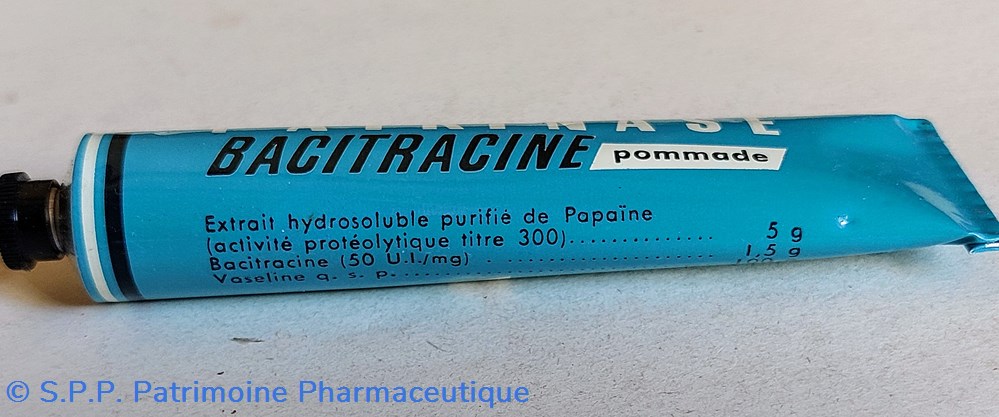 BACITRACINE pommade
Extrait hydrosoluble purifié de Papaïne
(activité protéolytique titre 300).............. 5 g
Bacitracine (50 U.I./mg) ...................... 1,5 g
Vaseline q. s. p...............................
© S.P.P. Patrimoine Pharmaceutique